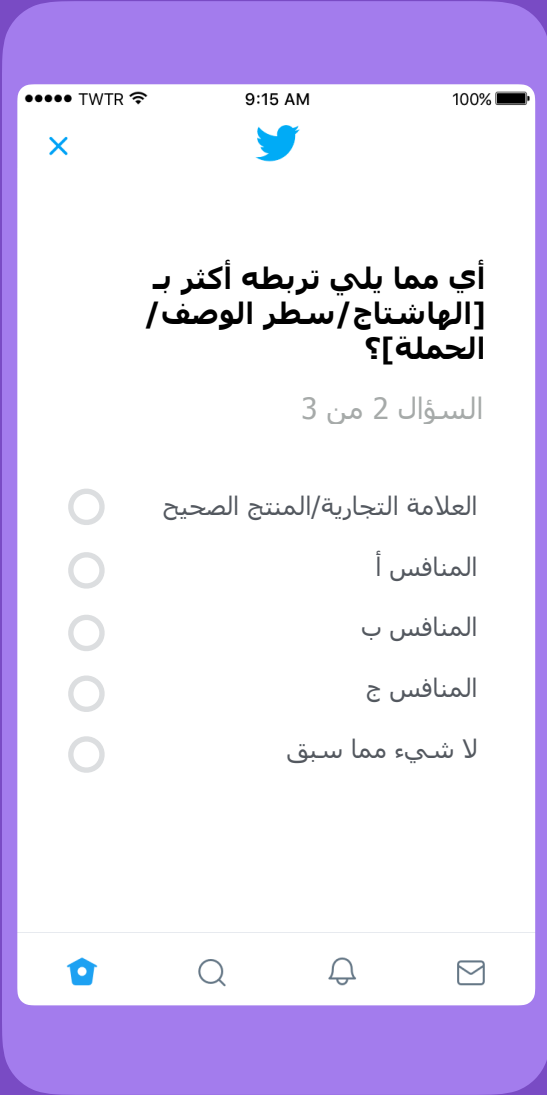 TWTR 9:15 AM 100%
أي مما يلي تربطه أكثر بـ
[الهاشتاج/سطر الوصف/
الحملة]؟
السؤال 2 من 3
العلامة التجارية/المنتج الصحيح
المنافس أ
المنافس ب
المنافس ج
لا شيء مما سبق